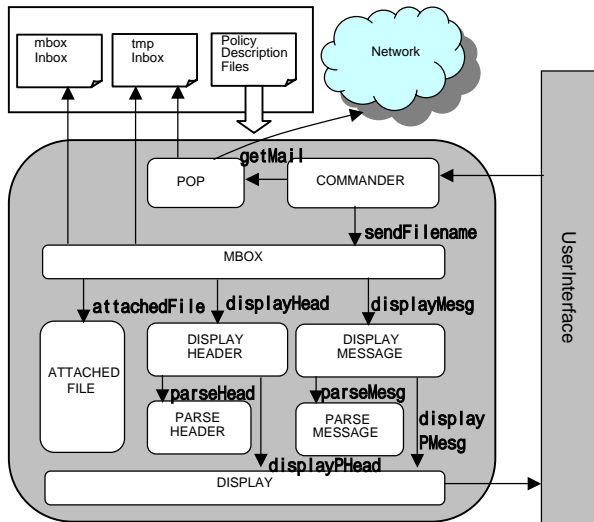 mbox
Inbox
tmp
Inbox
Policy
Description
Files
Network
getMail
POP
COMMANDER
sendFilename
MBOX
attachedFile
displayHead
displayMesg
ATTACHED
FILE
DISPLAY
HEADER
DISPLAY
MESSAGE
parseHead
parseMesg
PARSE
HEADER
PARSE
MESSAGE
display
PMesg
displayPHead
DISPLAY
UserInterface